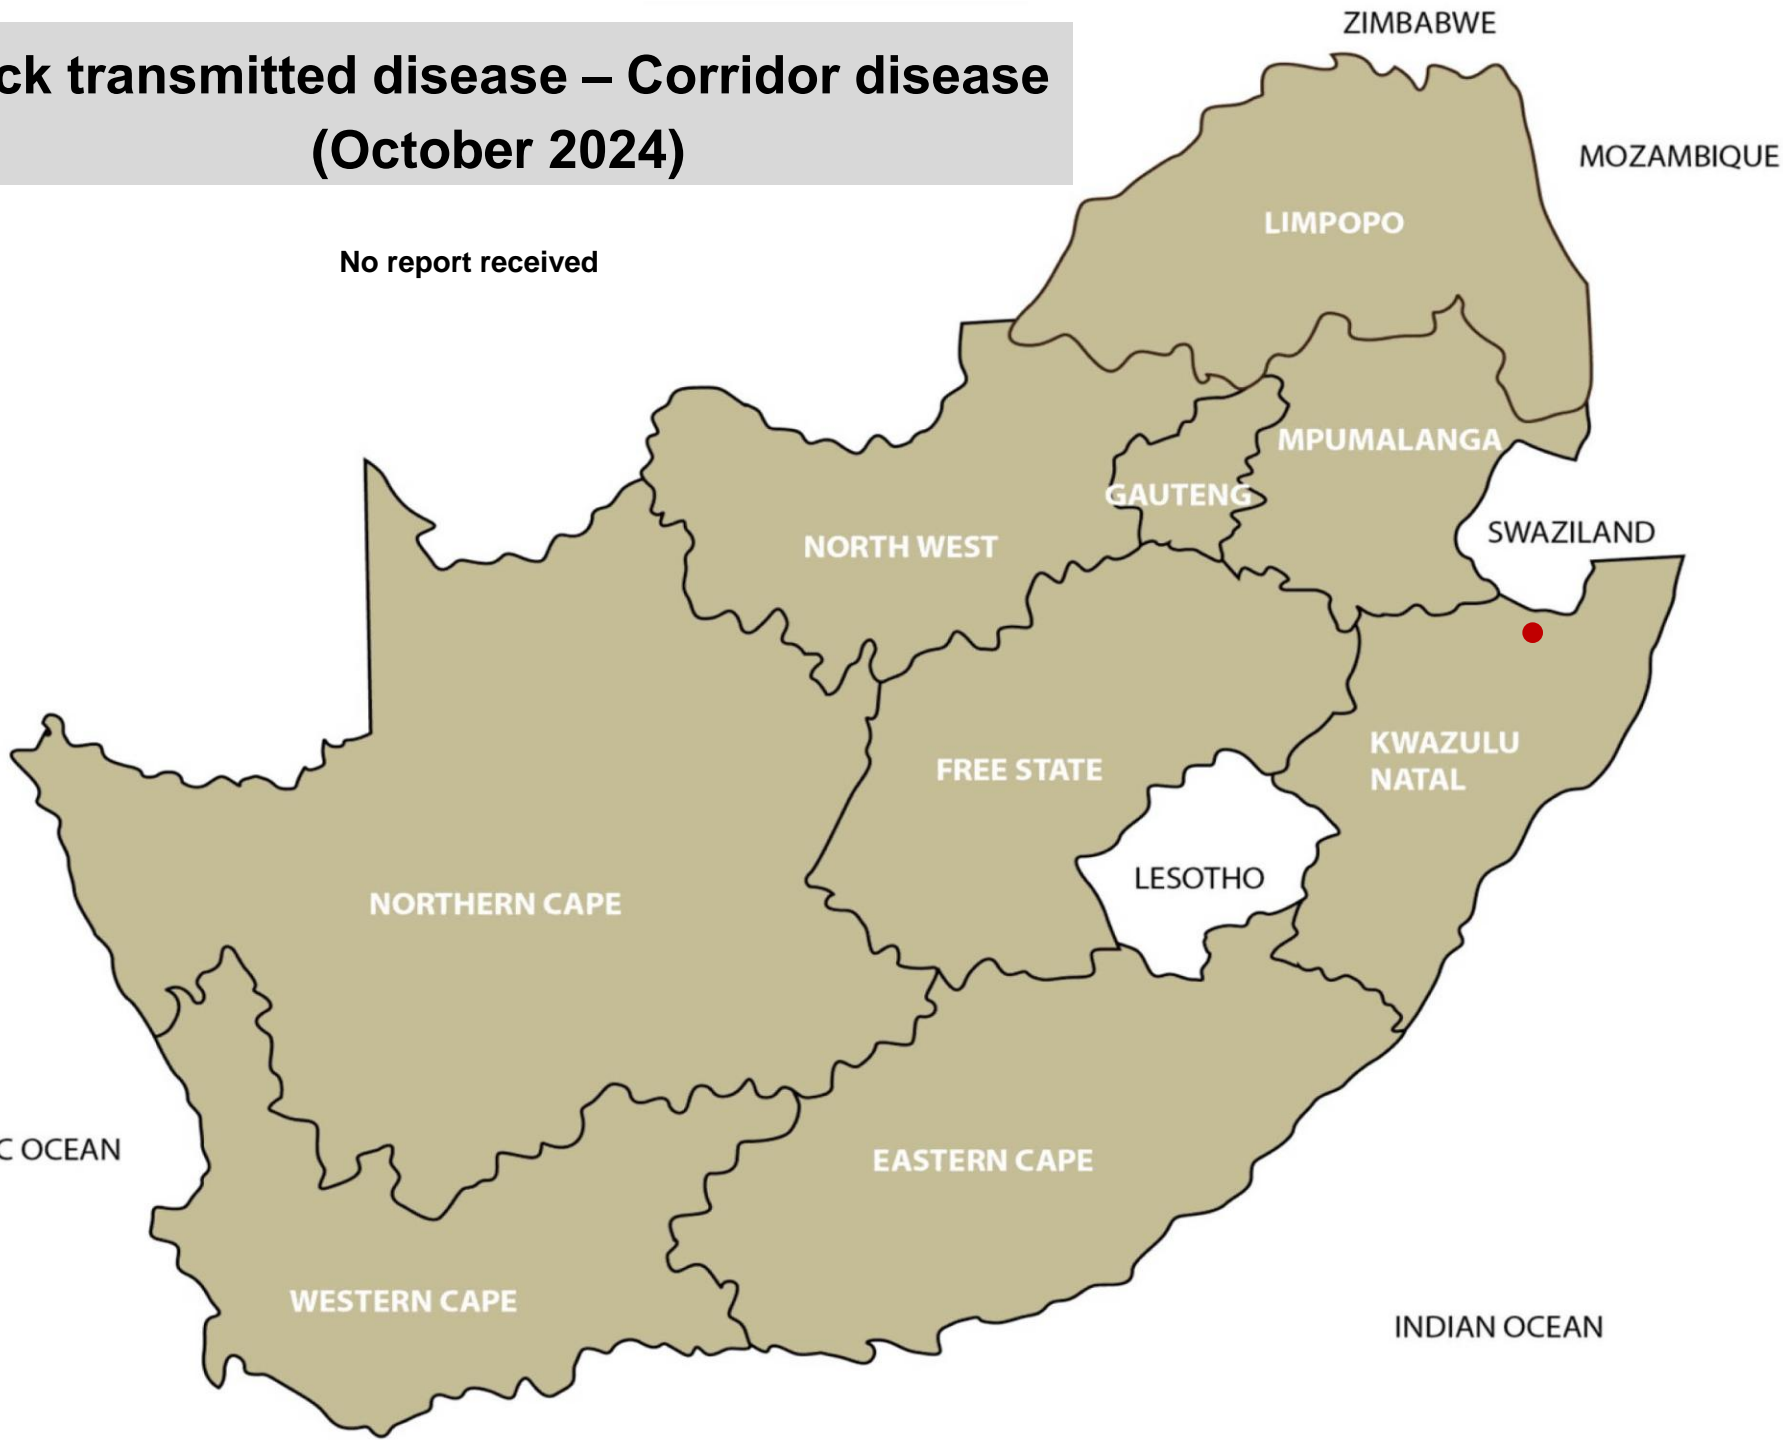 ck transmitted disease – Corridor disease
(October 2024)
No report received
ZIMBABWE
MOZAMBIQUE
LIMPOPO
MPUMALANGA
GAUTENG
SWAZILAND
NORTH WEST
KWAZULU
NATAL
FREE STATE
LESOTHO
NORTHERN CAPE
C OCEAN
EASTERN CAPE
WESTERN CAPE
INDIAN OCEAN